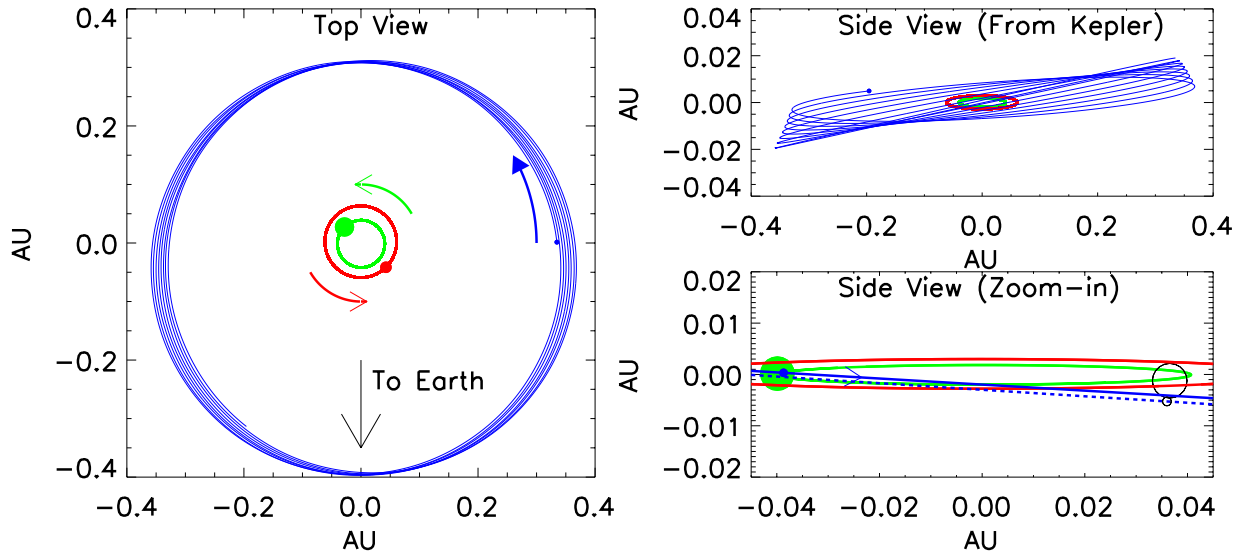 Top View
0.4
0.2
0.0
-0.2
-0.4
AU
To Earth
-0.4 -0.2 0.0 0.2 0.4
AU
Side View (From Kepler)
0.04
0.02
0.00
-0.02
-0.04
AU
-0.4 -0.2 0.0 0.2 0.4
AU
Side View (Zoom-in)
0.02
0.01
0.00
-0.01
-0.02
AU
-0.04 -0.02 0.00 0.02 0.04
AU